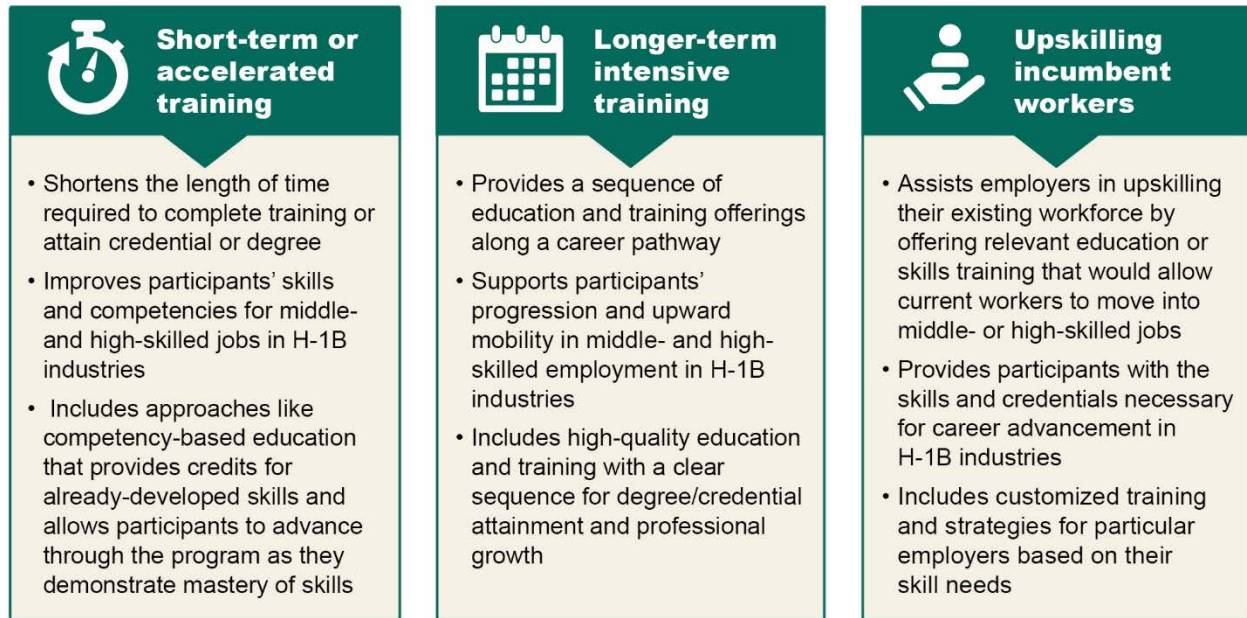 Short-term or
accelerated
training
• Shortens the length of time
required to complete training or
attain credential or degree
• Improves participants’ skills
and competencies for middle-
and high-skilled jobs in H-1B
industries
• Includes approaches like
competency-based education
that provides credits for
already-developed skills and
allows participants to advance
through the program as they
demonstrate mastery of skills
Longer-term
intensive
training
• Provides a sequence of
education and training offerings
along a career pathway
• Supports participants’
progression and upward
mobility in middle- and high-
skilled employment in H-1B
industries
• Includes high-quality education
and training with a clear
sequence for degree/credential
attainment and professional
growth
Upskilling
incumbent
workers
• Assists employers in upskilling
their existing workforce by
offering relevant education or
skills training that would allow
current workers to move into
middle- or high-skilled jobs
• Provides participants with the
skills and credentials necessary
for career advancement in
H-1B industries
• Includes customized training
and strategies for particular
employers based on their
skill needs